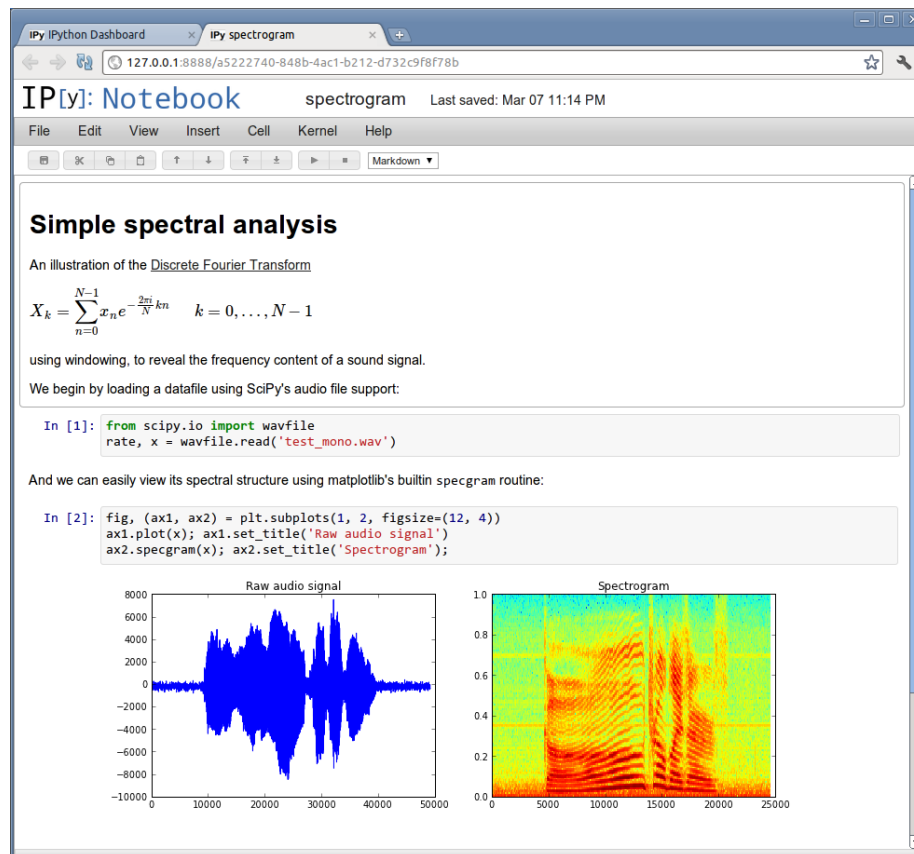 IPy IPython Dashboard × IPy spectrogram ×
127.0.0.1:8888/a5222740-848b-4ac1-b212-d732c9f8f78b
IP[y]: Notebook spectrogram Last saved: Mar 07 11:14 PM
File Edit View Insert Cell Kernel Help
Markdown ▼
Simple spectral analysis
An illustration of the Discrete Fourier Transform
X_k = \sum_{n=0}^{N-1} x_n e^{-\frac{2\pi i}{N} kn} k = 0, . . . , N − 1
using windowing, to reveal the frequency content of a sound signal.
We begin by loading a datafile using SciPy's audio file support:
In [1]: from scipy.io import wavfile
rate, x = wavfile.read('test_mono.wav')
And we can easily view its spectral structure using matplotlib's builtin specgram routine:
In [2]: fig, (ax1, ax2) = plt.subplots(1, 2, figsize=(12, 4))
ax1.plot(x); ax1.set_title('Raw audio signal')
ax2.specgram(x); ax2.set_title('Spectrogram');
Raw audio signal
8000
6000
4000
2000
0
−2000
−4000
−6000
−8000
−10000
0 10000 20000 30000 40000 50000
Spectrogram
1.0
0.8
0.6
0.4
0.2
0.0
0 5000 10000 15000 20000 25000